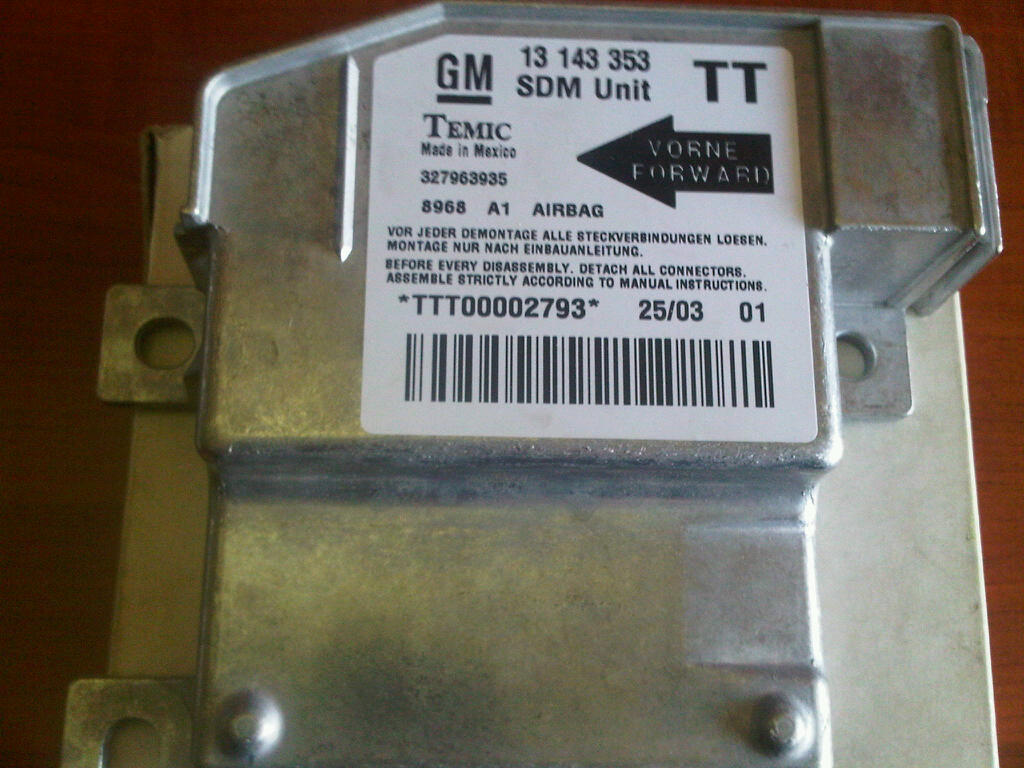 GM
13 143 353
SDM Unit
TT
TEMIC
Made in Mexico
VORNE
FORWARD
327963935
8968 A1 AIRBAG
VOR JEDER DEMONTAGE ALLE STECKVERBINDUNGEN LOESEN.
MONTAGE NUR NACH EINBAUANLEITUNG.
BEFORE EVERY DISASSEMBLY. DETACH ALL CONNECTORS.
ASSEMBLE STRICTLY ACCORDING TO MANUAL INSTRUCTIONS.
*TTT00002793* 25/03 01